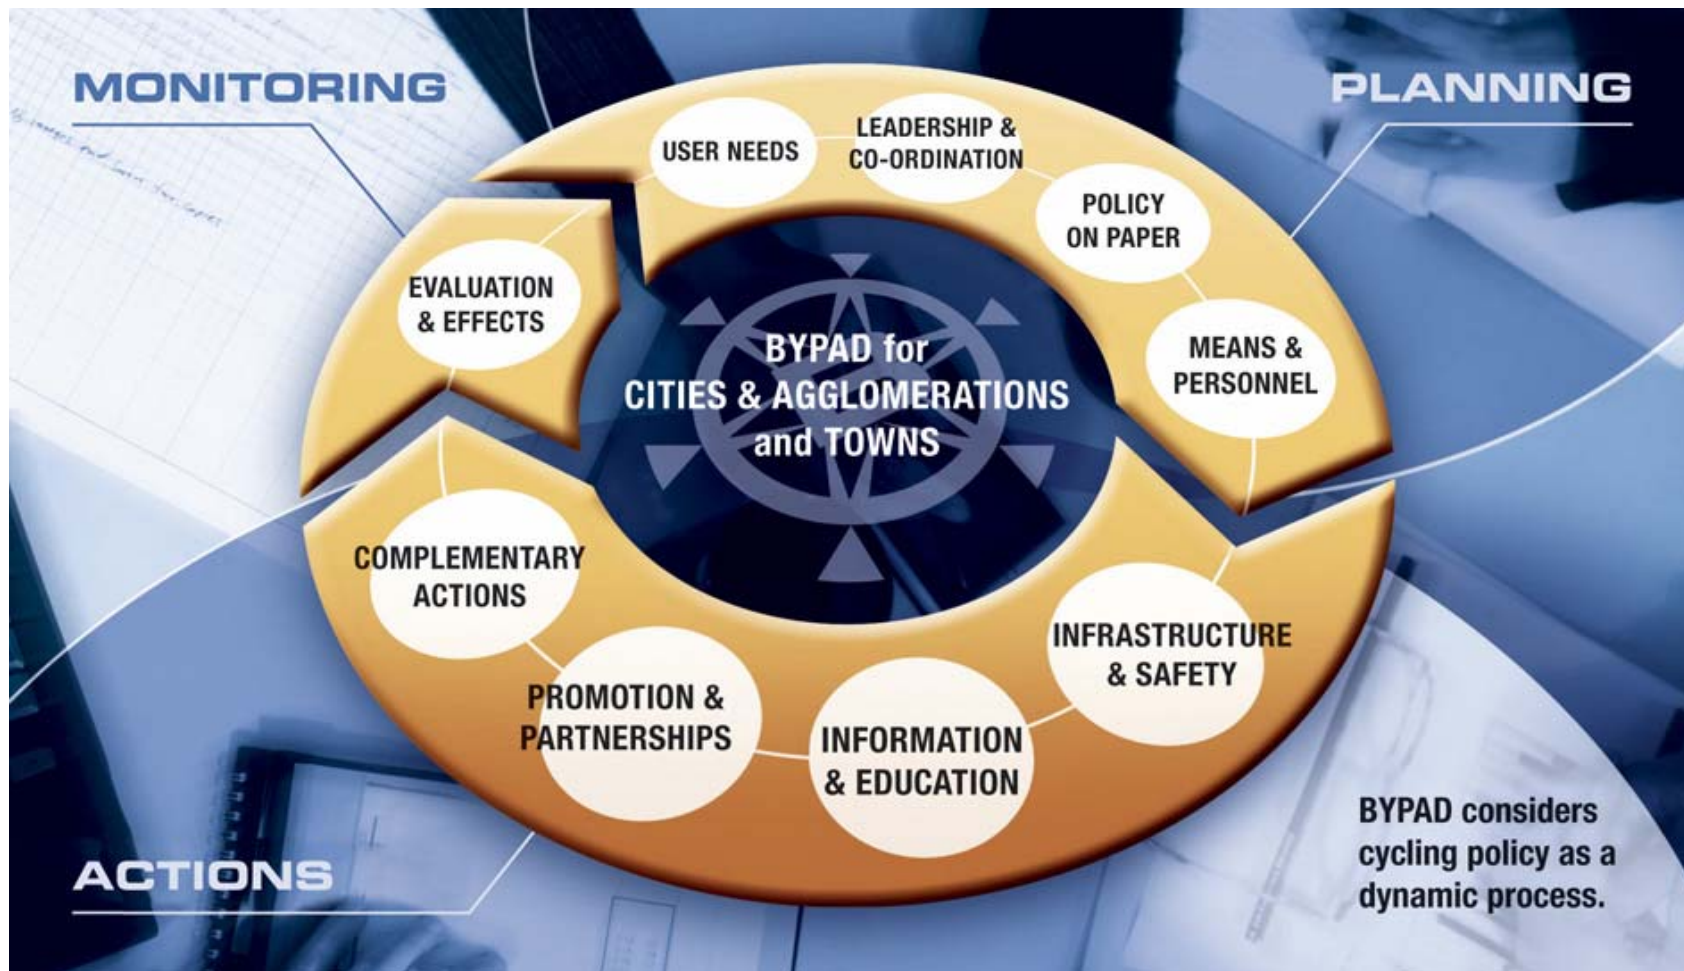 MONITORING
PLANNING
USER NEEDS
LEADERSHIP &
CO-ORDINATION
POLICY
ON PAPER
MEANS &
PERSONNEL
EVALUATION
& EFFECTS
BYPAD for
CITIES & AGGLOMERATIONS
and TOWNS
COMPLEMENTARY
ACTIONS
INFRASTRUCTURE
& SAFETY
PROMOTION &
PARTNERSHIPS
INFORMATION
& EDUCATION
ACTIONS
BYPAD considers
cycling policy as a
dynamic process.